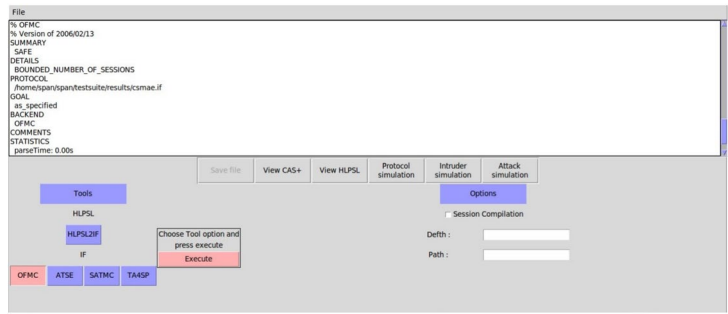 File
% OFMC
% Version of 2006/02/13
SUMMARY
SAFE
DETAILS
BOUNDED_NUMBER_OF_SESSIONS
PROTOCOL
/home/span/span/testsuite/results/csmae.if
GOAL
as_specified
BACKEND
OFMC
COMMENTS
STATISTICS
parseTime: 0.00s
Save file
View CAS+
View HLPSL
Protocol
simulation
Intruder
simulation
Attack
simulation
Tools
Options
HLPSL
Session Compilation
HLPSL2IF
Choose Tool option and
press execute
Execute
Defth :
IF
Path :
OFMC
ATSE
SATMC
TA4SP